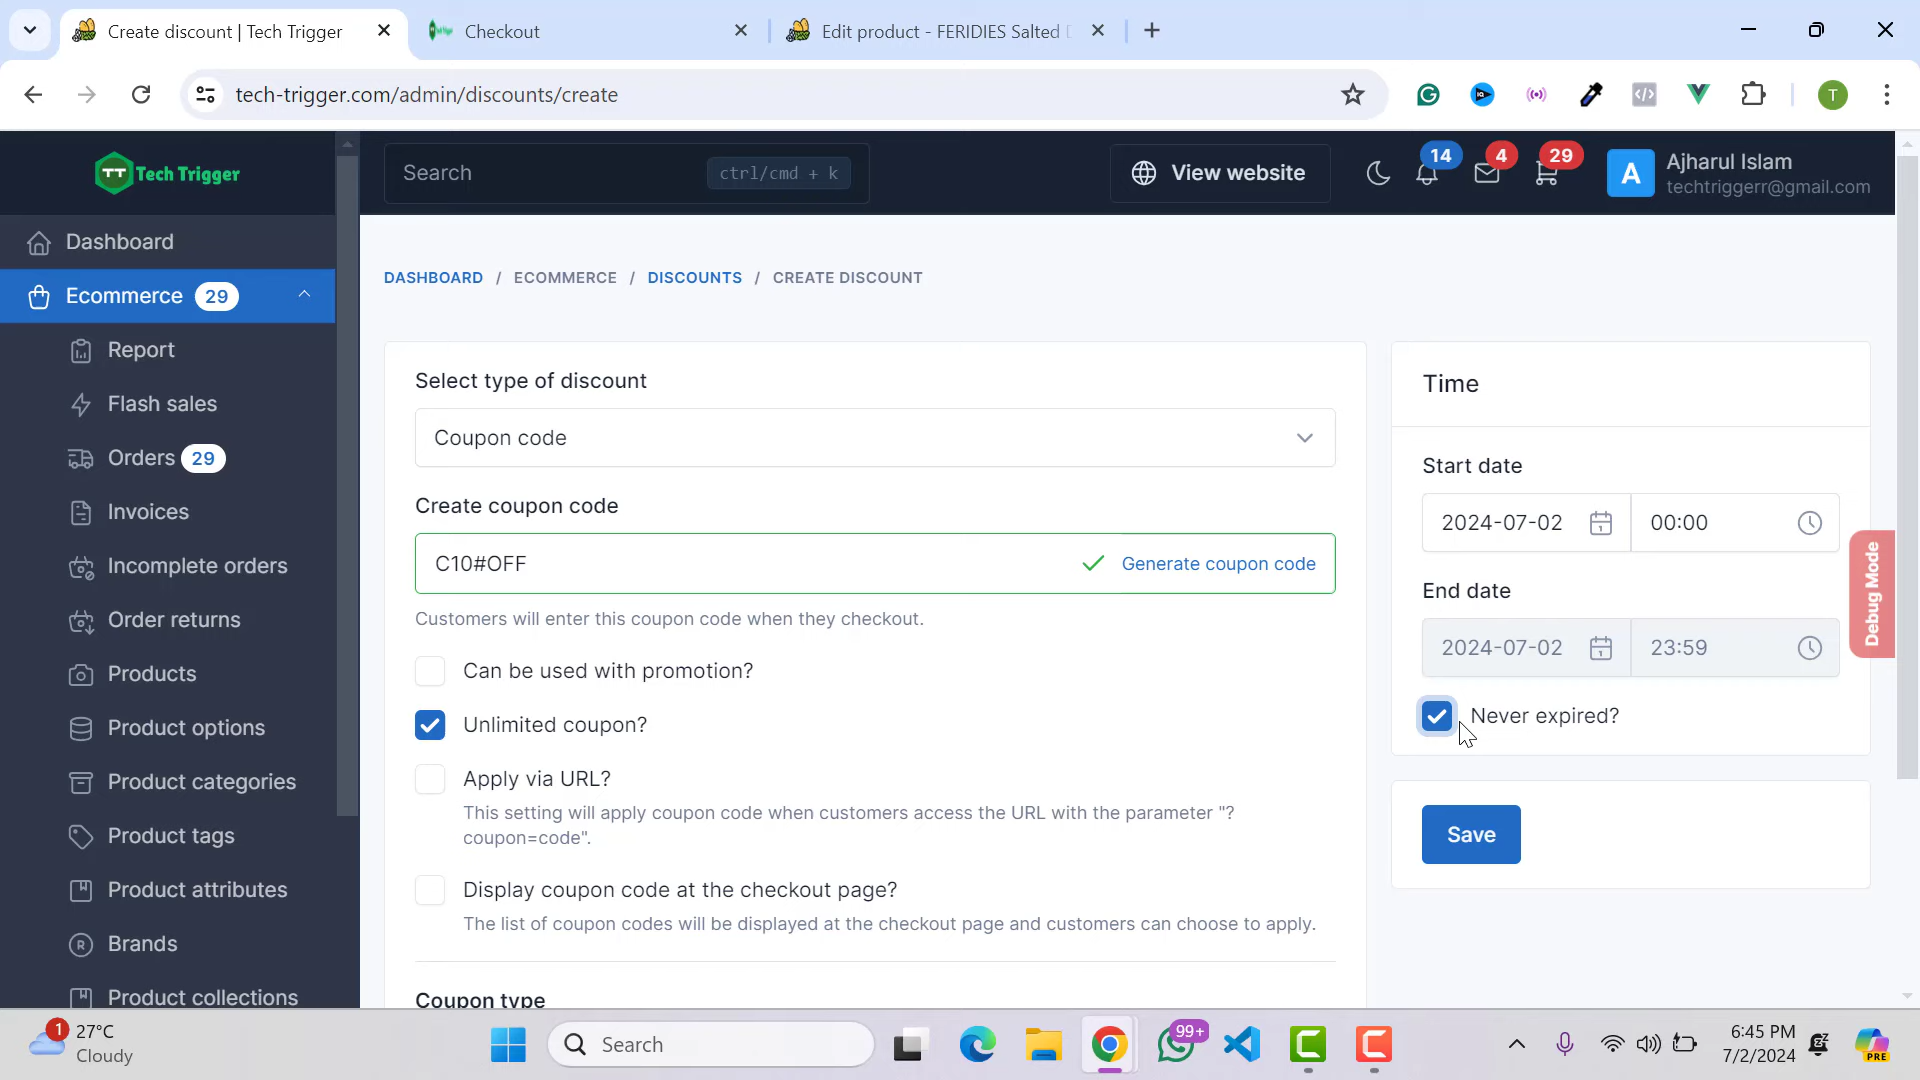 Create discount | Tech Trigger
Checkout
Edit product - FERIDIES Salted
tech-trigger.com/admin/discounts/create
T
TT Tech Trigger
Search
ctrl/cmd + k
View website
14
4
29
A
Ajharul Islam
techtriggerr@gmail.com
Dashboard
Ecommerce 29
Report
Flash sales
Orders 29
Invoices
Incomplete orders
Order returns
Products
Product options
Product categories
Product tags
Product attributes
Brands
Product collections
DASHBOARD / ECOMMERCE / DISCOUNTS / CREATE DISCOUNT
Select type of discount
Coupon code
Create coupon code
C10#OFF
Generate coupon code
Customers will enter this coupon code when they checkout.
Can be used with promotion?
Unlimited coupon?
Apply via URL?
This setting will apply coupon code when customers access the URL with the parameter "?
coupon=code".
Display coupon code at the checkout page?
The list of coupon codes will be displayed at the checkout page and customers can choose to apply.
Coupon type
Time
Start date
2024-07-02
00:00
End date
2024-07-02
23:59
Never expired?
Save
Debug Mode
1
27°C
Cloudy
Search
99+
6:45 PM
7/2/2024
PRE